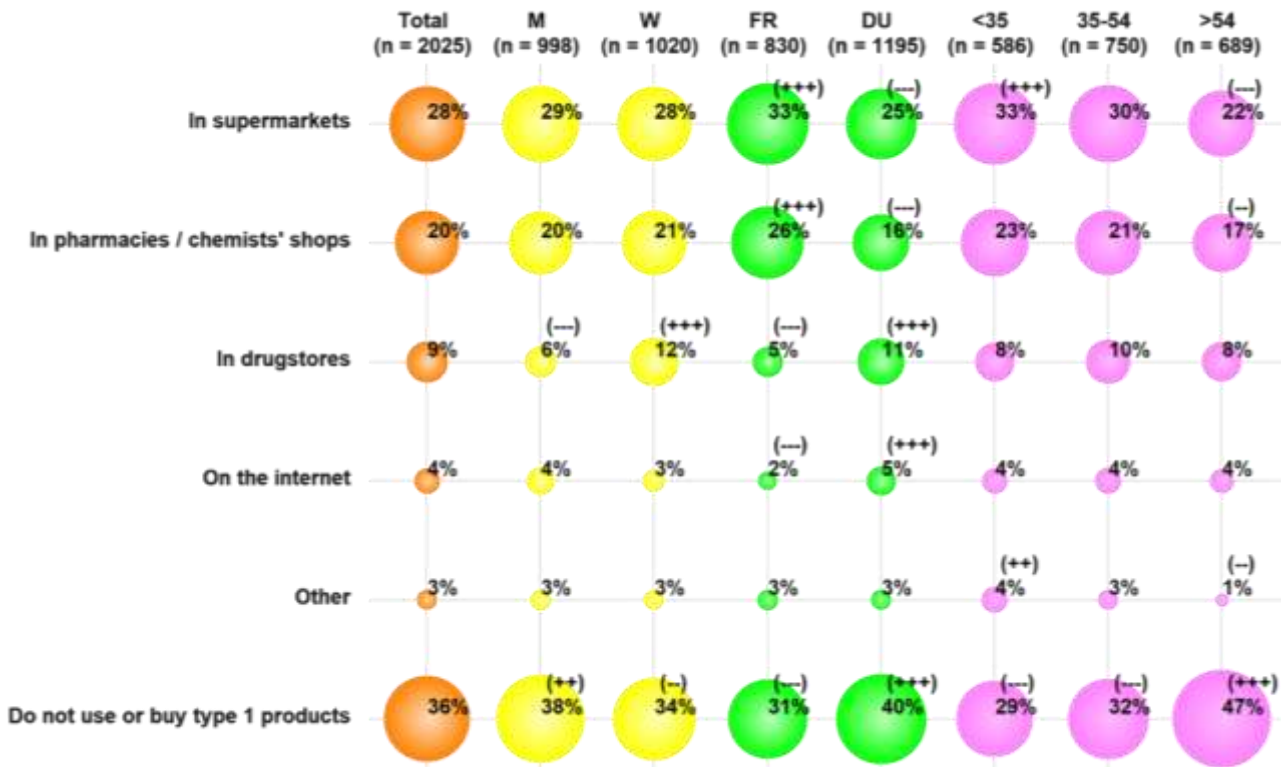 Total M W FR DU <35 35-54 >54
(n = 2025) (n = 998) (n = 1020) (n = 830) (n = 1195) (n = 586) (n = 750) (n = 689)
(+++) (---) (+++) (---)
In supermarkets 28% 29% 28% 33% 25% 33% 30% 22%
(+++) (---) (--)
In pharmacies / chemists' shops 20% 20% 21% 26% 16% 23% 21% 17%
(---) (+++) (---) (+++)
In drugstores 9% 6% 12% 5% 11% 8% 10% 8%
(---) (+++)
On the internet 4% 4% 3% 2% 5% 4% 4% 4%
(++) (--)
Other 3% 3% 3% 3% 3% 4% 3% 1%
(++) (--) (---) (+++) (---) (---) (+++)
Do not use or buy type 1 products 36% 38% 34% 31% 40% 29% 32% 47%